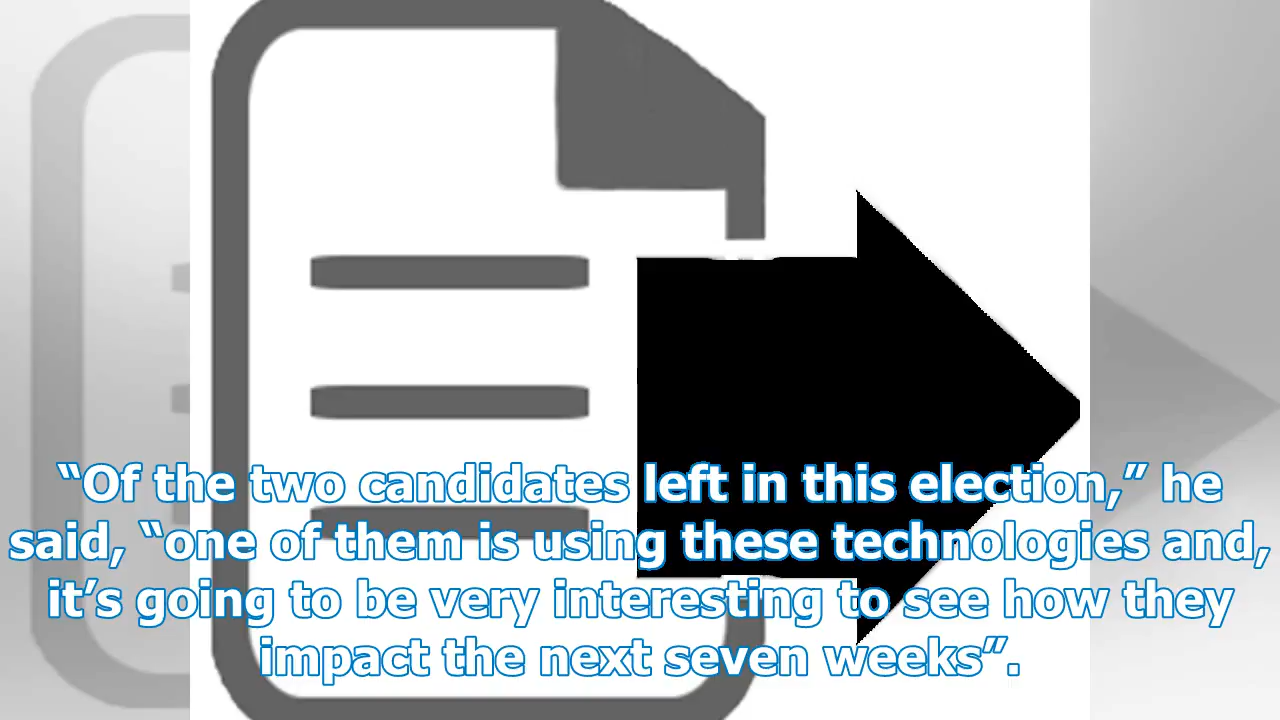 “Of the two candidates left in this election,” he
said, “one of them is using these technologies and,
it’s going to be very interesting to see how they
impact the next seven weeks”.